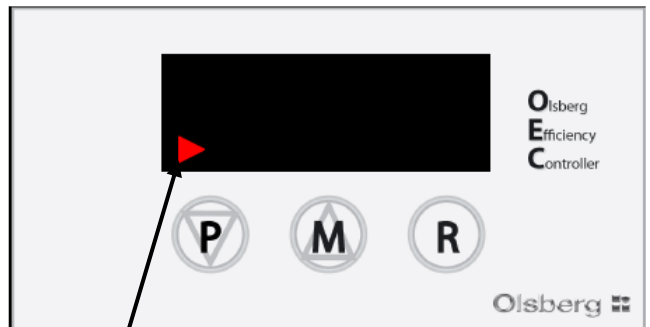 Olsberg
Efficiency
Controller
P M R
Olsberg